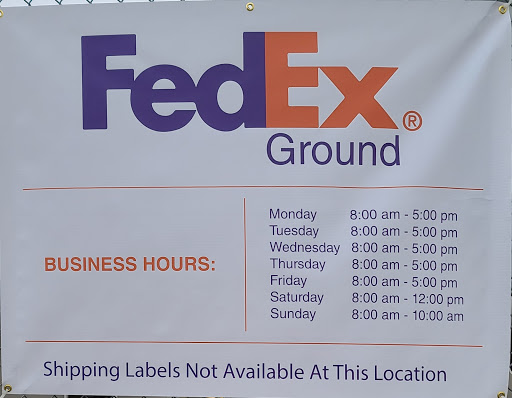 FedEx®
Ground
BUSINESS HOURS:
Monday 8:00 am - 5:00 pm
Tuesday 8:00 am - 5:00 pm
Wednesday 8:00 am - 5:00 pm
Thursday 8:00 am - 5:00 pm
Friday 8:00 am - 5:00 pm
Saturday 8:00 am - 12:00 pm
Sunday 8:00 am - 10:00 am
Shipping Labels Not Available At This Location